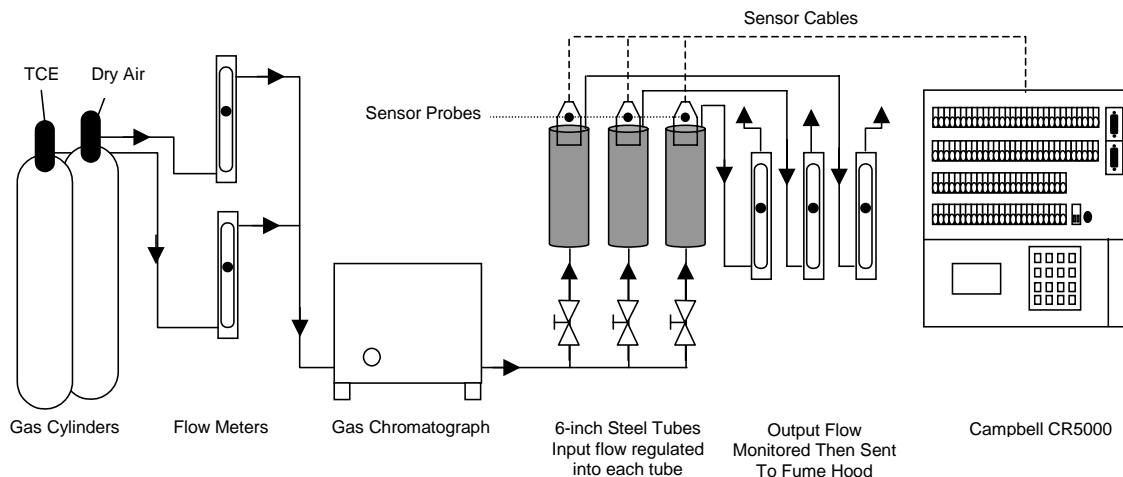 Sensor Cables
TCE
Dry Air
Sensor Probes
Gas Cylinders
Flow Meters
Gas Chromatograph
6-inch Steel Tubes
Input flow regulated
into each tube
Output Flow
Monitored Then Sent
To Fume Hood
Campbell CR5000